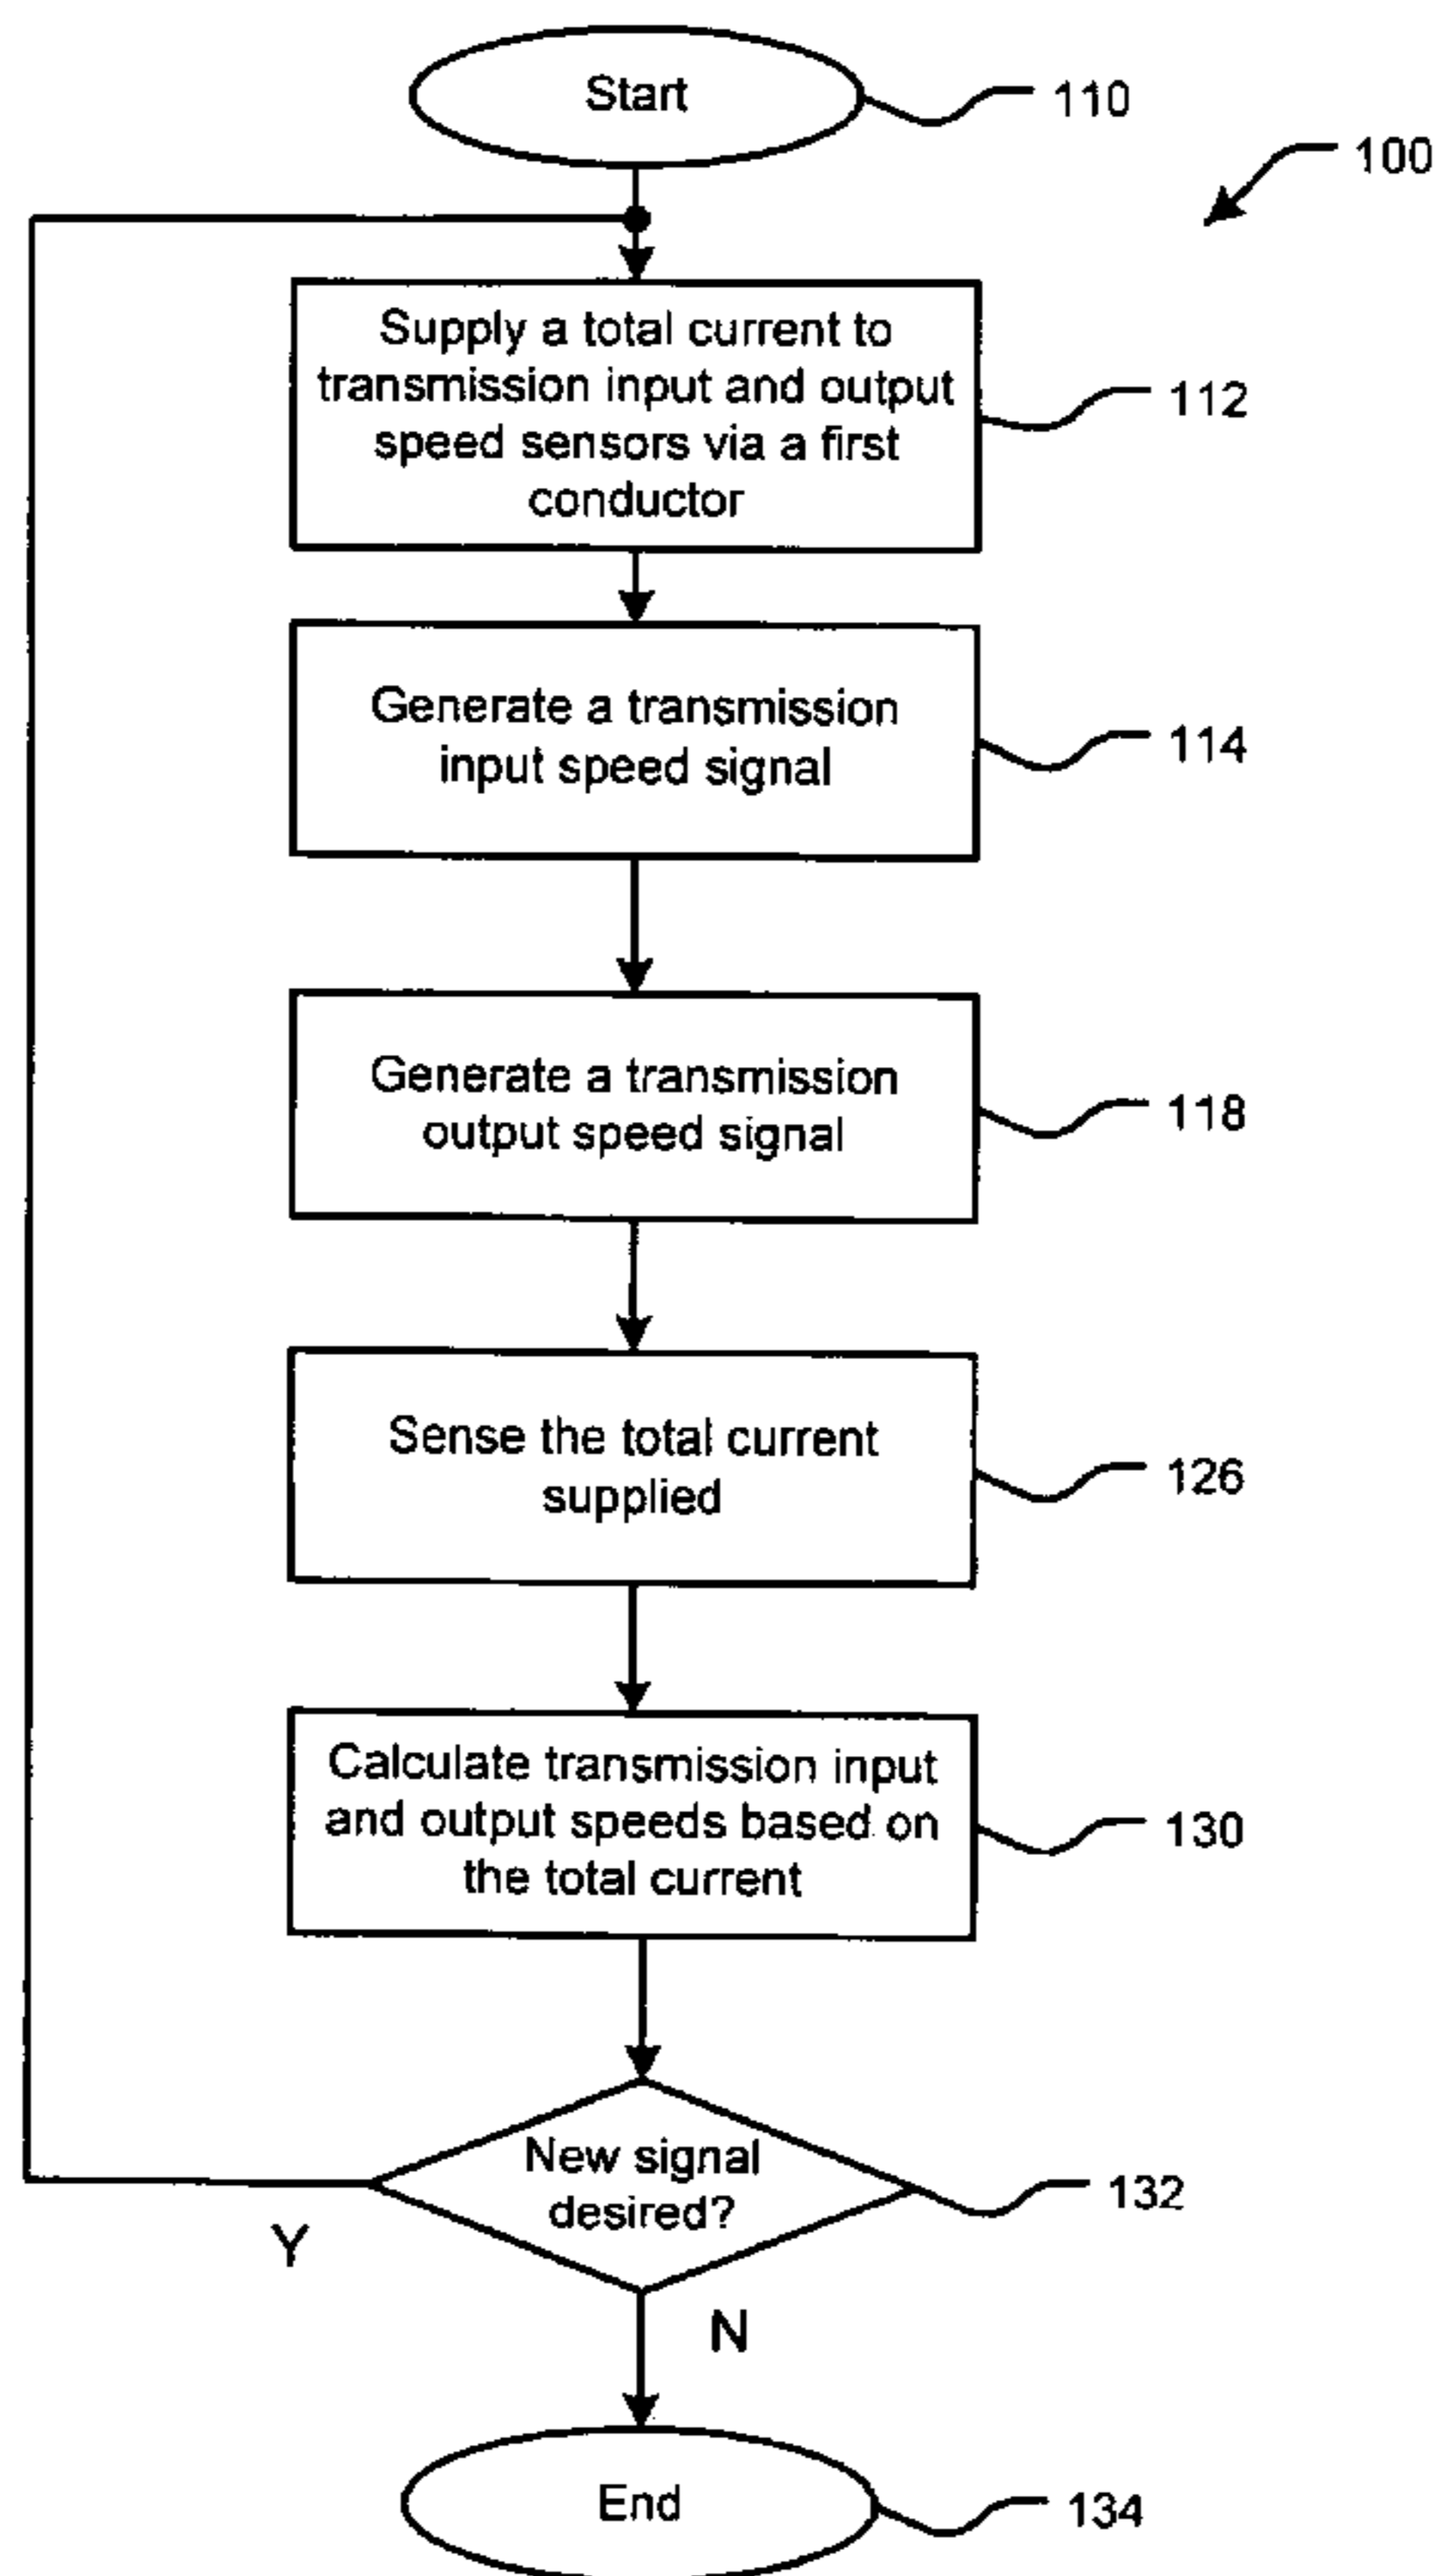 Start
110
100
Supply a total current to
transmission input and output
speed sensors via a first
conductor
112
Generate a transmission
input speed signal
114
Generate a transmission
output speed signal
118
Sense the total current
supplied
126
Calculate transmission input
and output speeds based on
the total current
130
New signal
desired?
132
Y
N
End
134